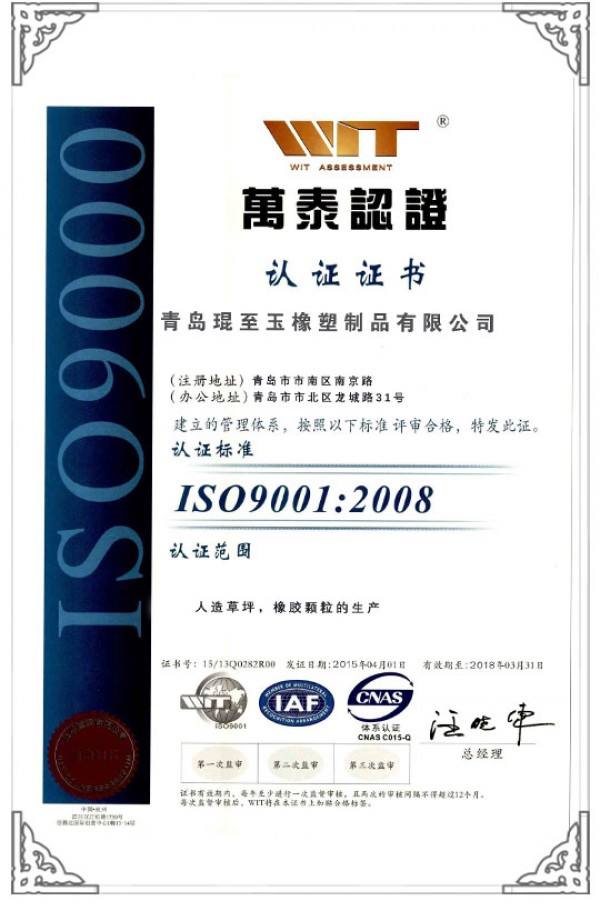 ISO9000
WIT ®
WIT ASSESSMENT
萬泰認證
认证证书
青岛琨至玉橡塑制品有限公司
(注册地址) 青岛市市南区南京路
(办公地址) 青岛市市北区龙城路31号
建立的管理体系，按照以下标准评审合格，特发此证。
认证标准
ISO9001:2008
认证范围
人造草坪，橡胶颗粒的生产
证书号: 15/13Q0282R00 发证日期:2015年04月01日 有效期至:2018年03月31日
WIT
ISO9001
MEMBER OF MULTILATERAL
IAF
RECOGNITION ARRANGEMENT
CNAS
体系认证
CNAS C015-Q
总经理
第一次监审 第二次监审 第三次监审
证书有效期内，每年至少进行一次监督审核，且两次的审核间隔不得超过12个月。
每次监督审核后，WIT将在本证书上加贴合格标签。
中国•杭州